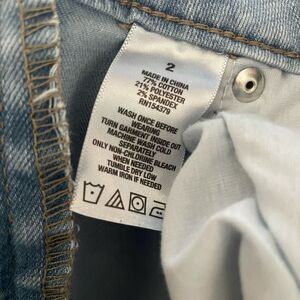 2
MADE IN CHINA
77% COTTON
21% POLYESTER
2% SPANDEX
RN154379
WASH ONCE BEFORE
WEARING
TURN GARMENT INSIDE OUT
MACHINE WASH COLD
SEPARATELY
ONLY NON-CHLORINE BLEACH
WHEN NEEDED
TUMBLE DRY LOW
WARM IRON IF NEEDED